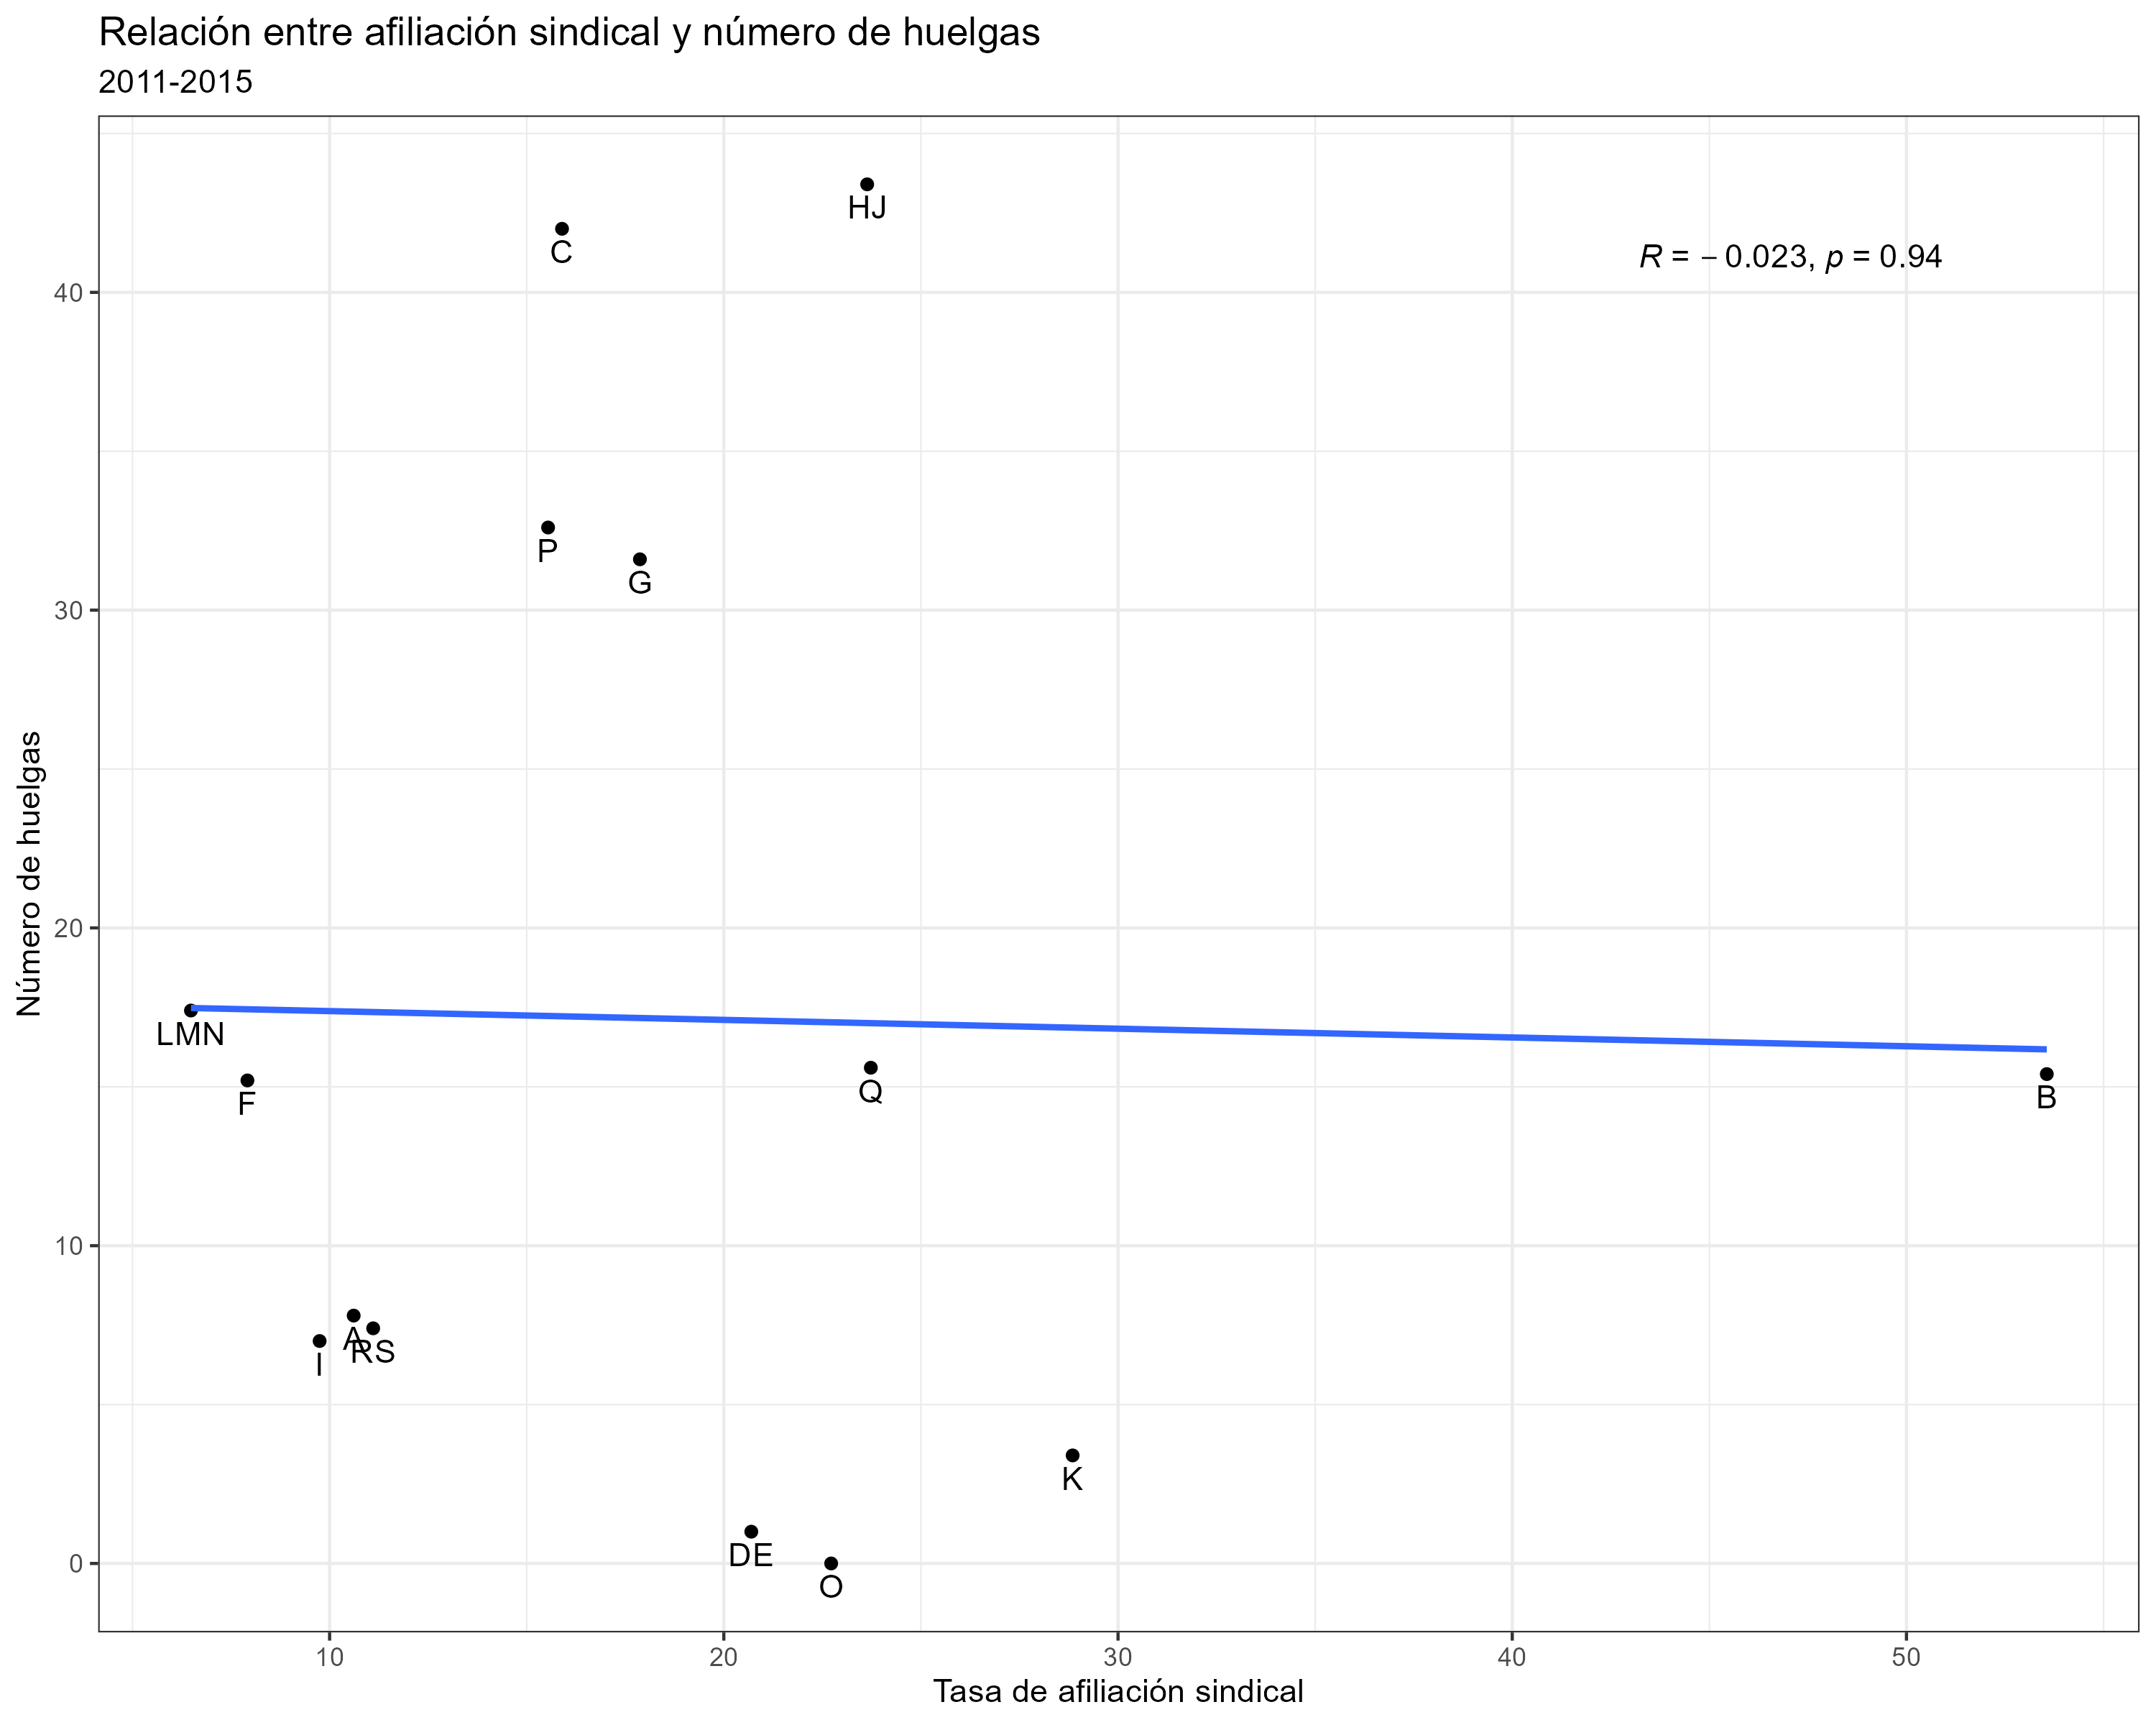 Relación entre afiliación sindical y número de huelgas
2011-2015
HJ
C
R = − 0.023, p = 0.94
40
P
G
30
Número de huelgas
20
LMN
Q
F
B
10
A
RS
I
K
DE
0
O
10 20 30 40 50
Tasa de afiliación sindical